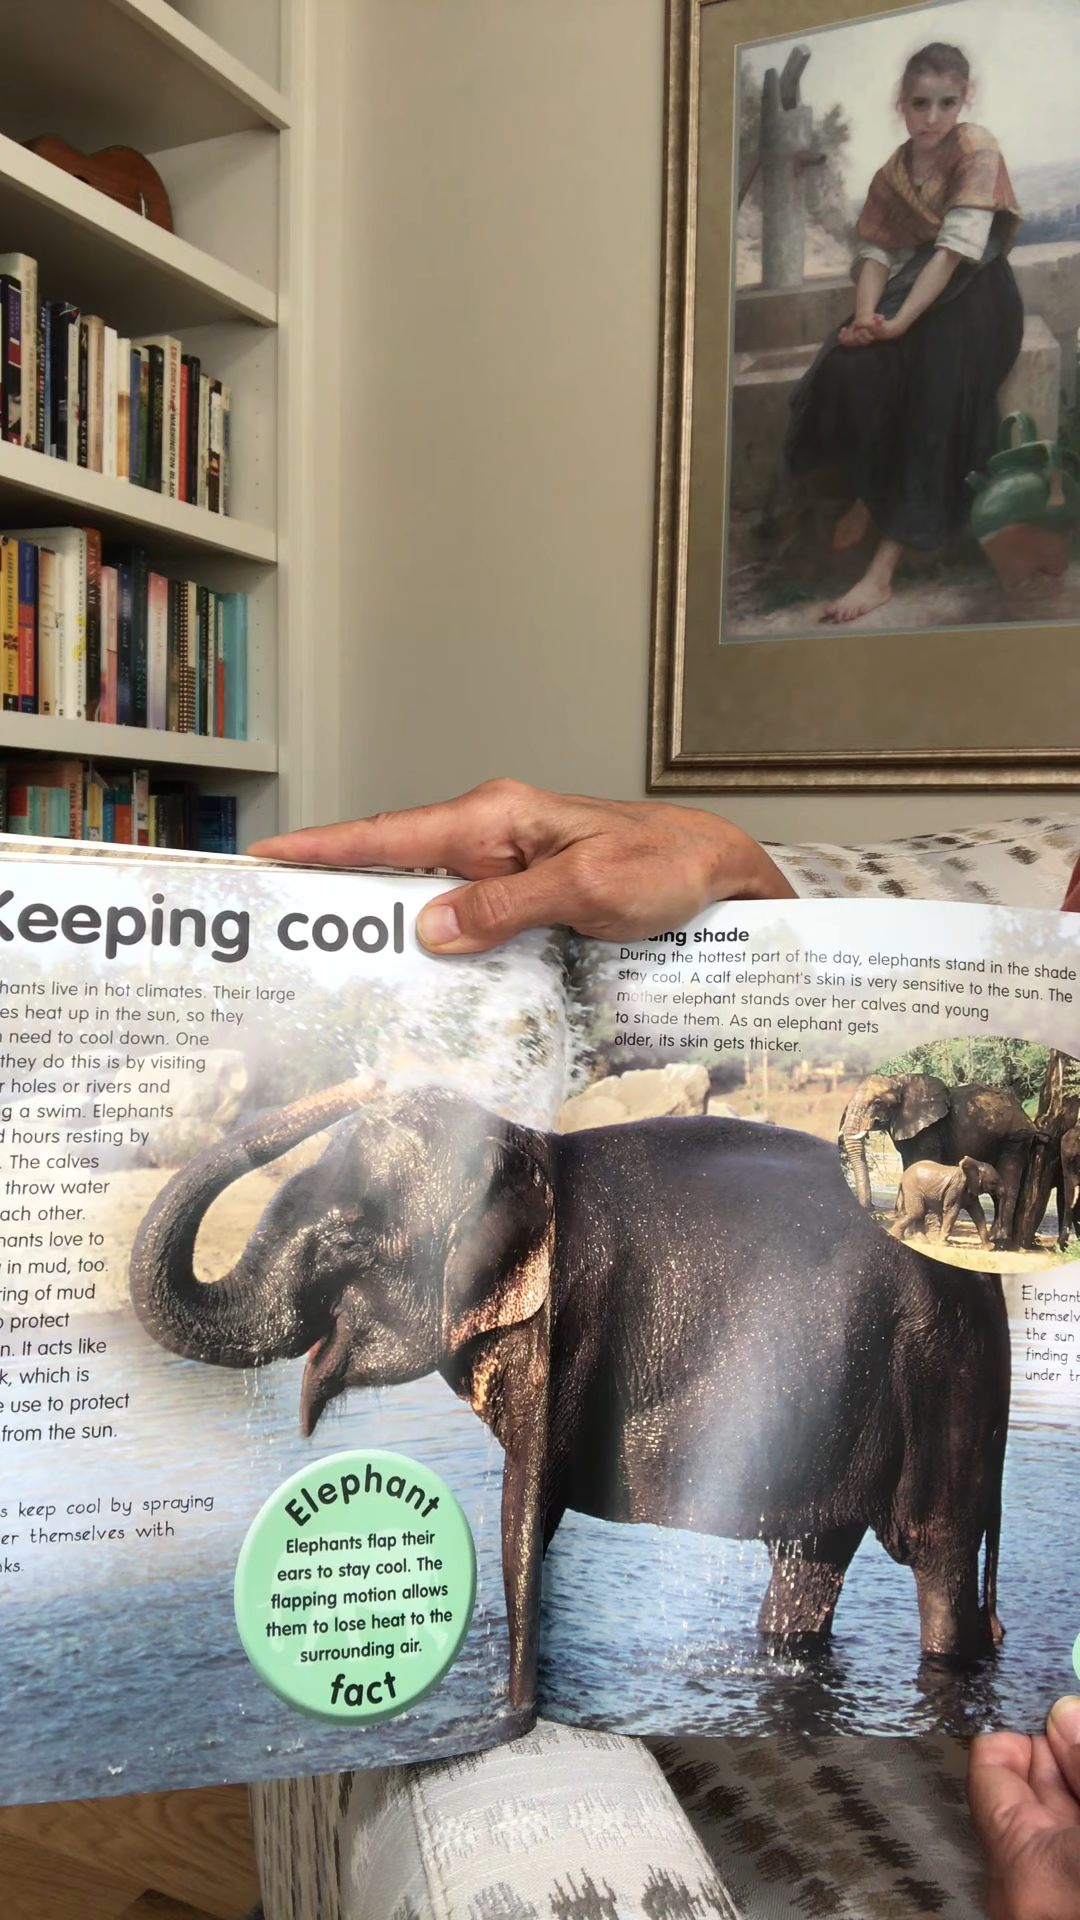 Keeping cool
hants live in hot climates. Their large
es heat up in the sun, so they
need to cool down. One
they do this is by visiting
r holes or rivers and
g a swim. Elephants
d hours resting by
. The calves
throw water
ach other.
hants love to
in mud, too.
ring of mud
protect
n. It acts like
k, which is
e use to protect
from the sun.
s keep cool by spraying
er themselves with
ks.
Elephant
Elephants flap their
ears to stay cool. The
flapping motion allows
them to lose heat to the
surrounding air.
fact
ding shade
During the hottest part of the day, elephants stand in the shade
stay cool. A calf elephant's skin is very sensitive to the sun. The
mother elephant stands over her calves and young
to shade them. As an elephant gets
older, its skin gets thicker.
Elephant
themselv
the sun
finding s
under tr
WASHINGTON BLACK
MARCH
HANNAH